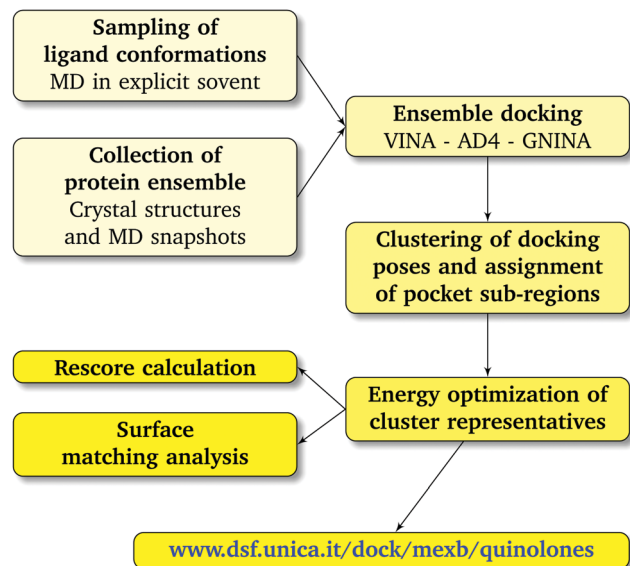 Sampling of
ligand conformations
MD in explicit sovent
Collection of
protein ensemble
Crystal structures
and MD snapshots
Ensemble docking
VINA - AD4 - GNINA
Clustering of docking
poses and assignment
of pocket sub-regions
Energy optimization of
cluster representatives
Rescore calculation
Surface
matching analysis
www.dsf.unica.it/dock/mexb/quinolones